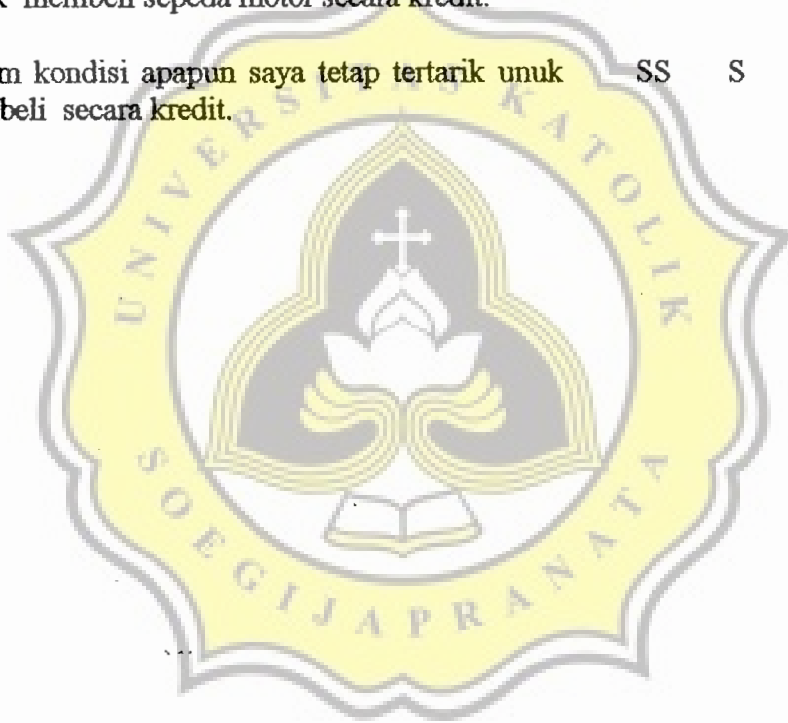 membeli sepeda motor secara kredit.
m kondisi apapun saya tetap tertarik unuk SS S
beli secara kredit.
UNIVERSITAS KATOLIK
SOEGIJAPRANATA